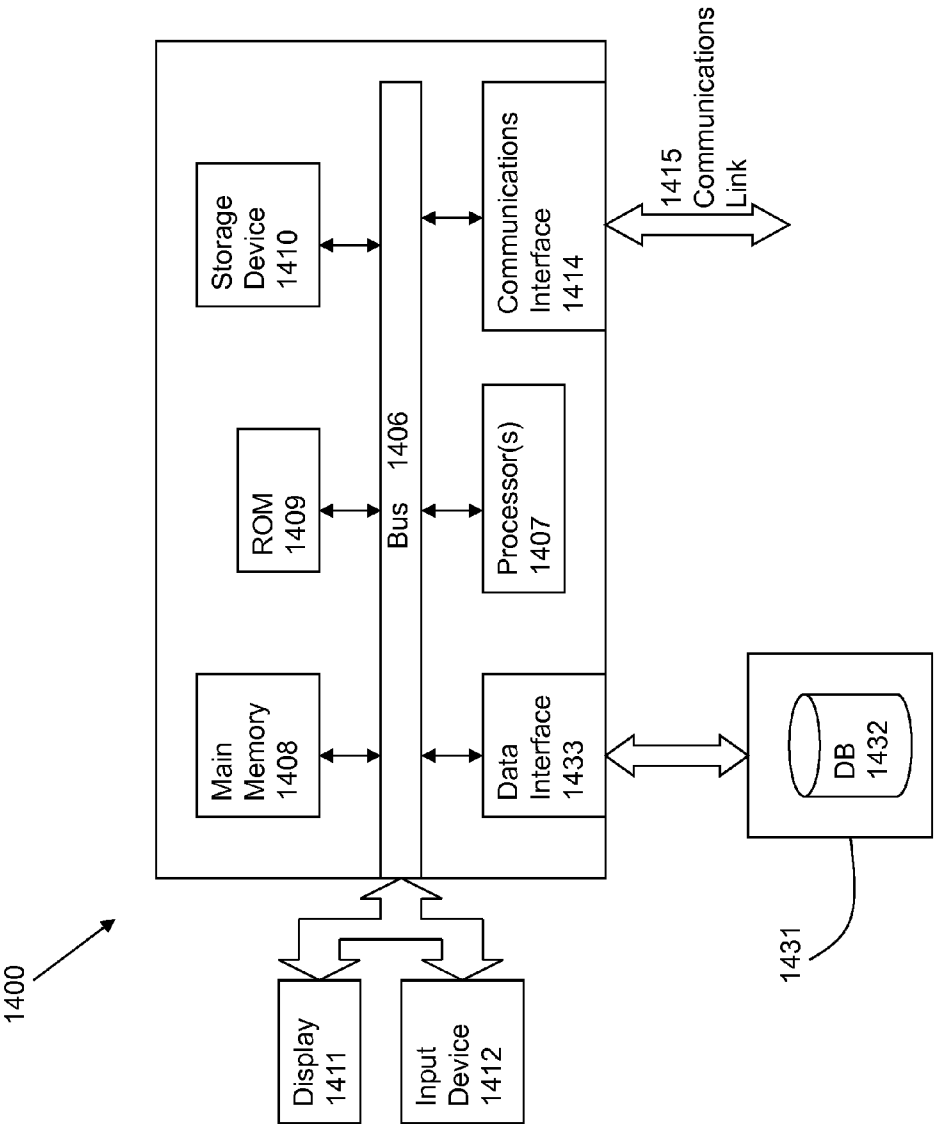 1400
Display
1411
Input
Device
1412
Main
Memory
1408
ROM
1409
Storage
Device
1410
Bus 1406
Data
Interface
1433
Processor(s)
1407
Communications
Interface
1414
1415
Communications
Link
1431
DB
1432